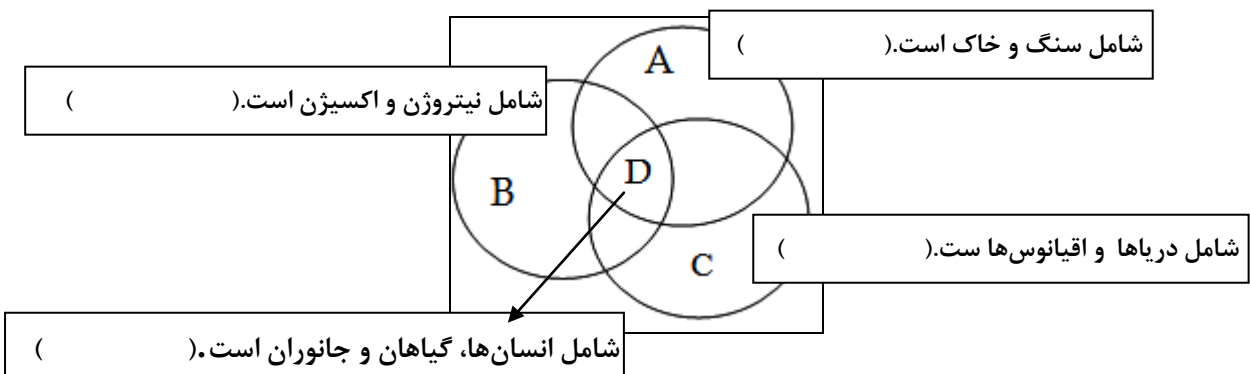 شامل سنگ و خاک است.( )
A
شامل نیتروژن و اکسیژن است.( )
D
B
شامل دریاها و اقیانوس‌ها ست.( )
C
شامل انسان‌ها، گیاهان و جانوران است.( )